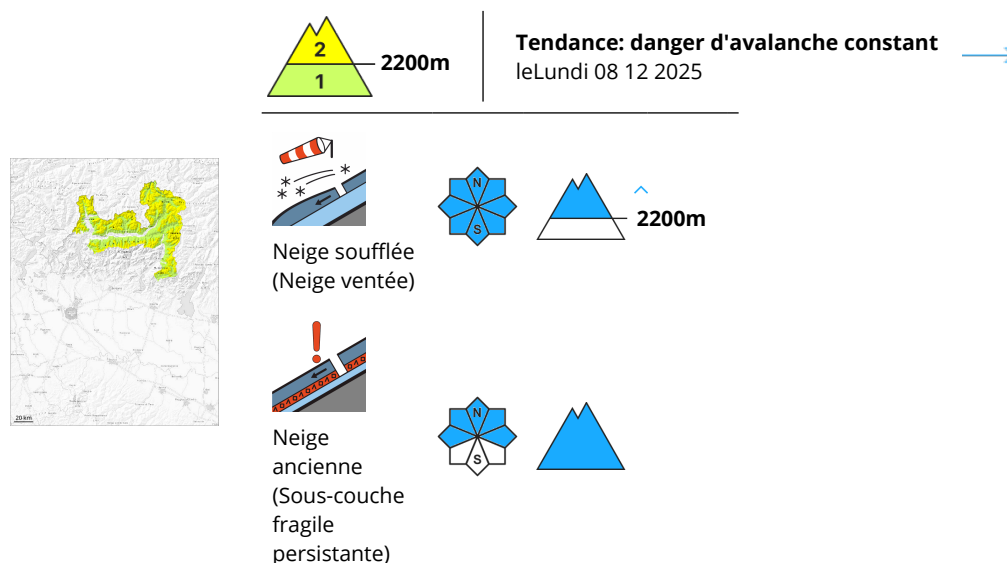 2
2200m
1
Tendance: danger d'avalanche constant
leLundi 08 12 2025
20 km
N
S
2200m
Neige soufflée
(Neige ventée)
N
S
Neige
ancienne
(Sous-couche
fragile
persistante)